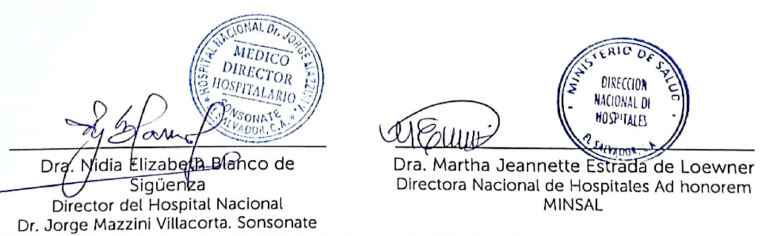 HOSPITAL NACIONAL Dr. JORGE MAZZINI V.
MEDICO
DIRECTOR
HOSPITALARIO
SONSONATE
EL SALVADOR, C.A.
MINISTERIO DE SALUD
DIRECCION
NACIONAL DE
HOSPITALES
EL SALVADOR,
Dra. Nidia Elizabeth Blanco de
Sigüenza
Director del Hospital Nacional
Dr. Jorge Mazzini Villacorta. Sonsonate
Dra. Martha Jeannette Estrada de Loewner
Directora Nacional de Hospitales Ad honorem
MINSAL